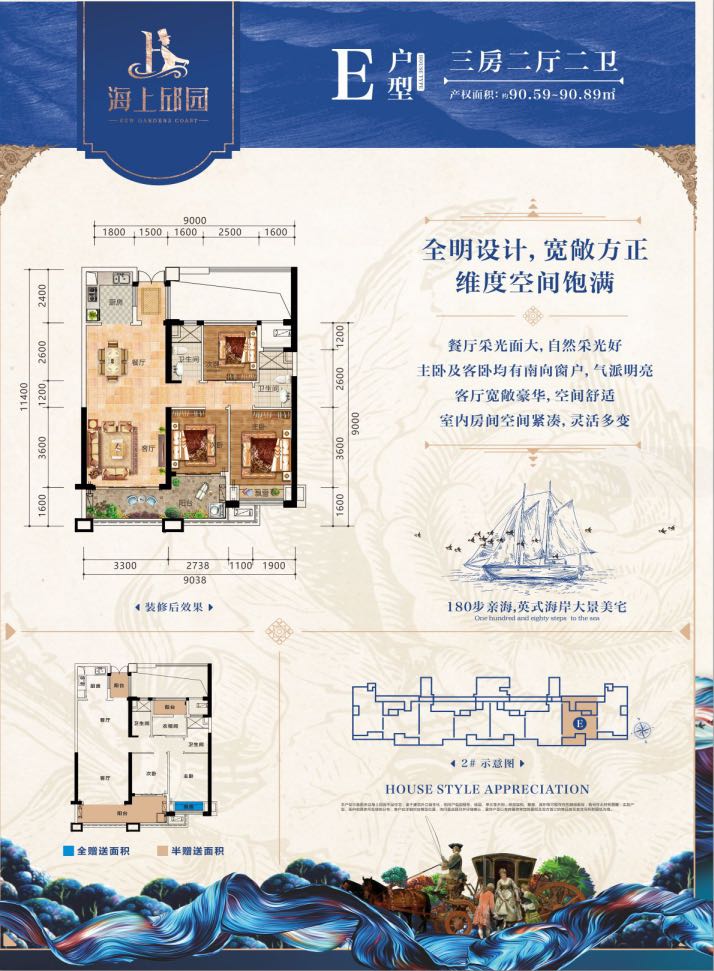 海上邱园
SUN GARDENS COAST
E 户型
HOUSE TYPE
三房二厅二卫
产权面积:约90.59~90.89㎡
9000
1800 1500 1600 2500 1600
全明设计,宽敞方正
维度空间饱满
餐厅采光面大,自然采光好
主卧及客卧均有南向窗户,气派明亮
客厅宽敞豪华,空间舒适
室内房间空间紧凑,灵活多变
11400
2400
2600
1200
3600
1600
厨房
餐厅
卫生间
次卧
卫生间
客厅
次卧
主卧
阳台
飘窗
1200
2600
3600
1600
9000
3300 2738 1100 1900
9038
装修后效果
180步亲海,英式海岸大景美宅
One hundred and eighty steps to the sea
厨房
阳台
餐厅
卫生间
阳台
衣帽间
卫生间
客厅
次卧
主卧
阳台
全赠送面积
半赠送面积
E
2# 示意图
HOUSE STYLE APPRECIATION